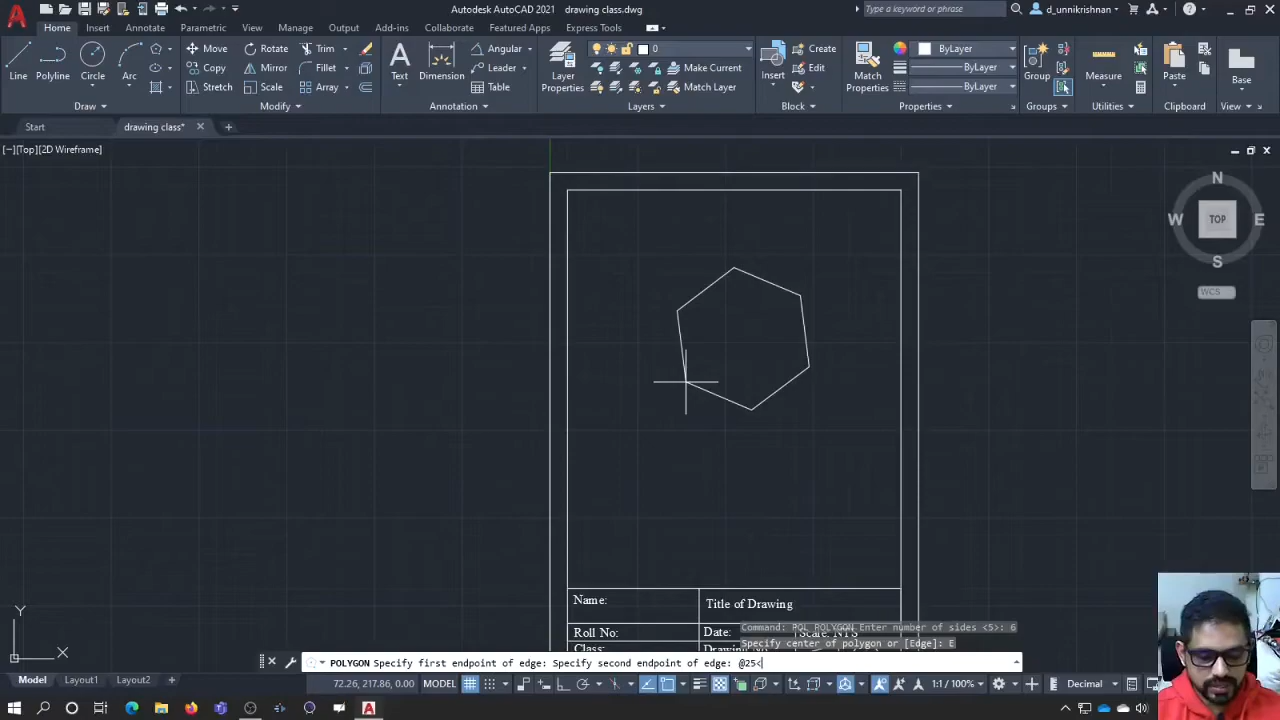 Autodesk AutoCAD 2021 drawing class.dwg
Type a keyword or phrase
d_unnikrishnan
Home Insert Annotate Parametric View Manage Output Add-ins Collaborate Express Tools Featured Apps
Line Polyline Circle Arc
Move Rotate Trim
Copy Mirror Fillet
Stretch Scale Array
Text Dimension
Angular
Leader
Table
Layer Properties
0
Make Current
Match Layer
Insert
Create
Edit
Match Properties
ByLayer
ByLayer
ByLayer
Group
Measure
Paste
Base
Draw Modify Annotation Layers Block Properties Groups Utilities Clipboard View
Start drawing class*
[−][Top][2D Wireframe]
N
W TOP E
S
WCS
Name: Title of Drawing
Roll No: Date: Scale: NTS
Class:
Command: POL POLYGON Enter number of sides <5>: 6
Specify center of polygon or [Edge]: E
POLYGON Specify first endpoint of edge: Specify second endpoint of edge: @25<
Y
X
Model Layout1 Layout2
72.26, 217.86, 0.00 MODEL
1:1 / 100%
Decimal